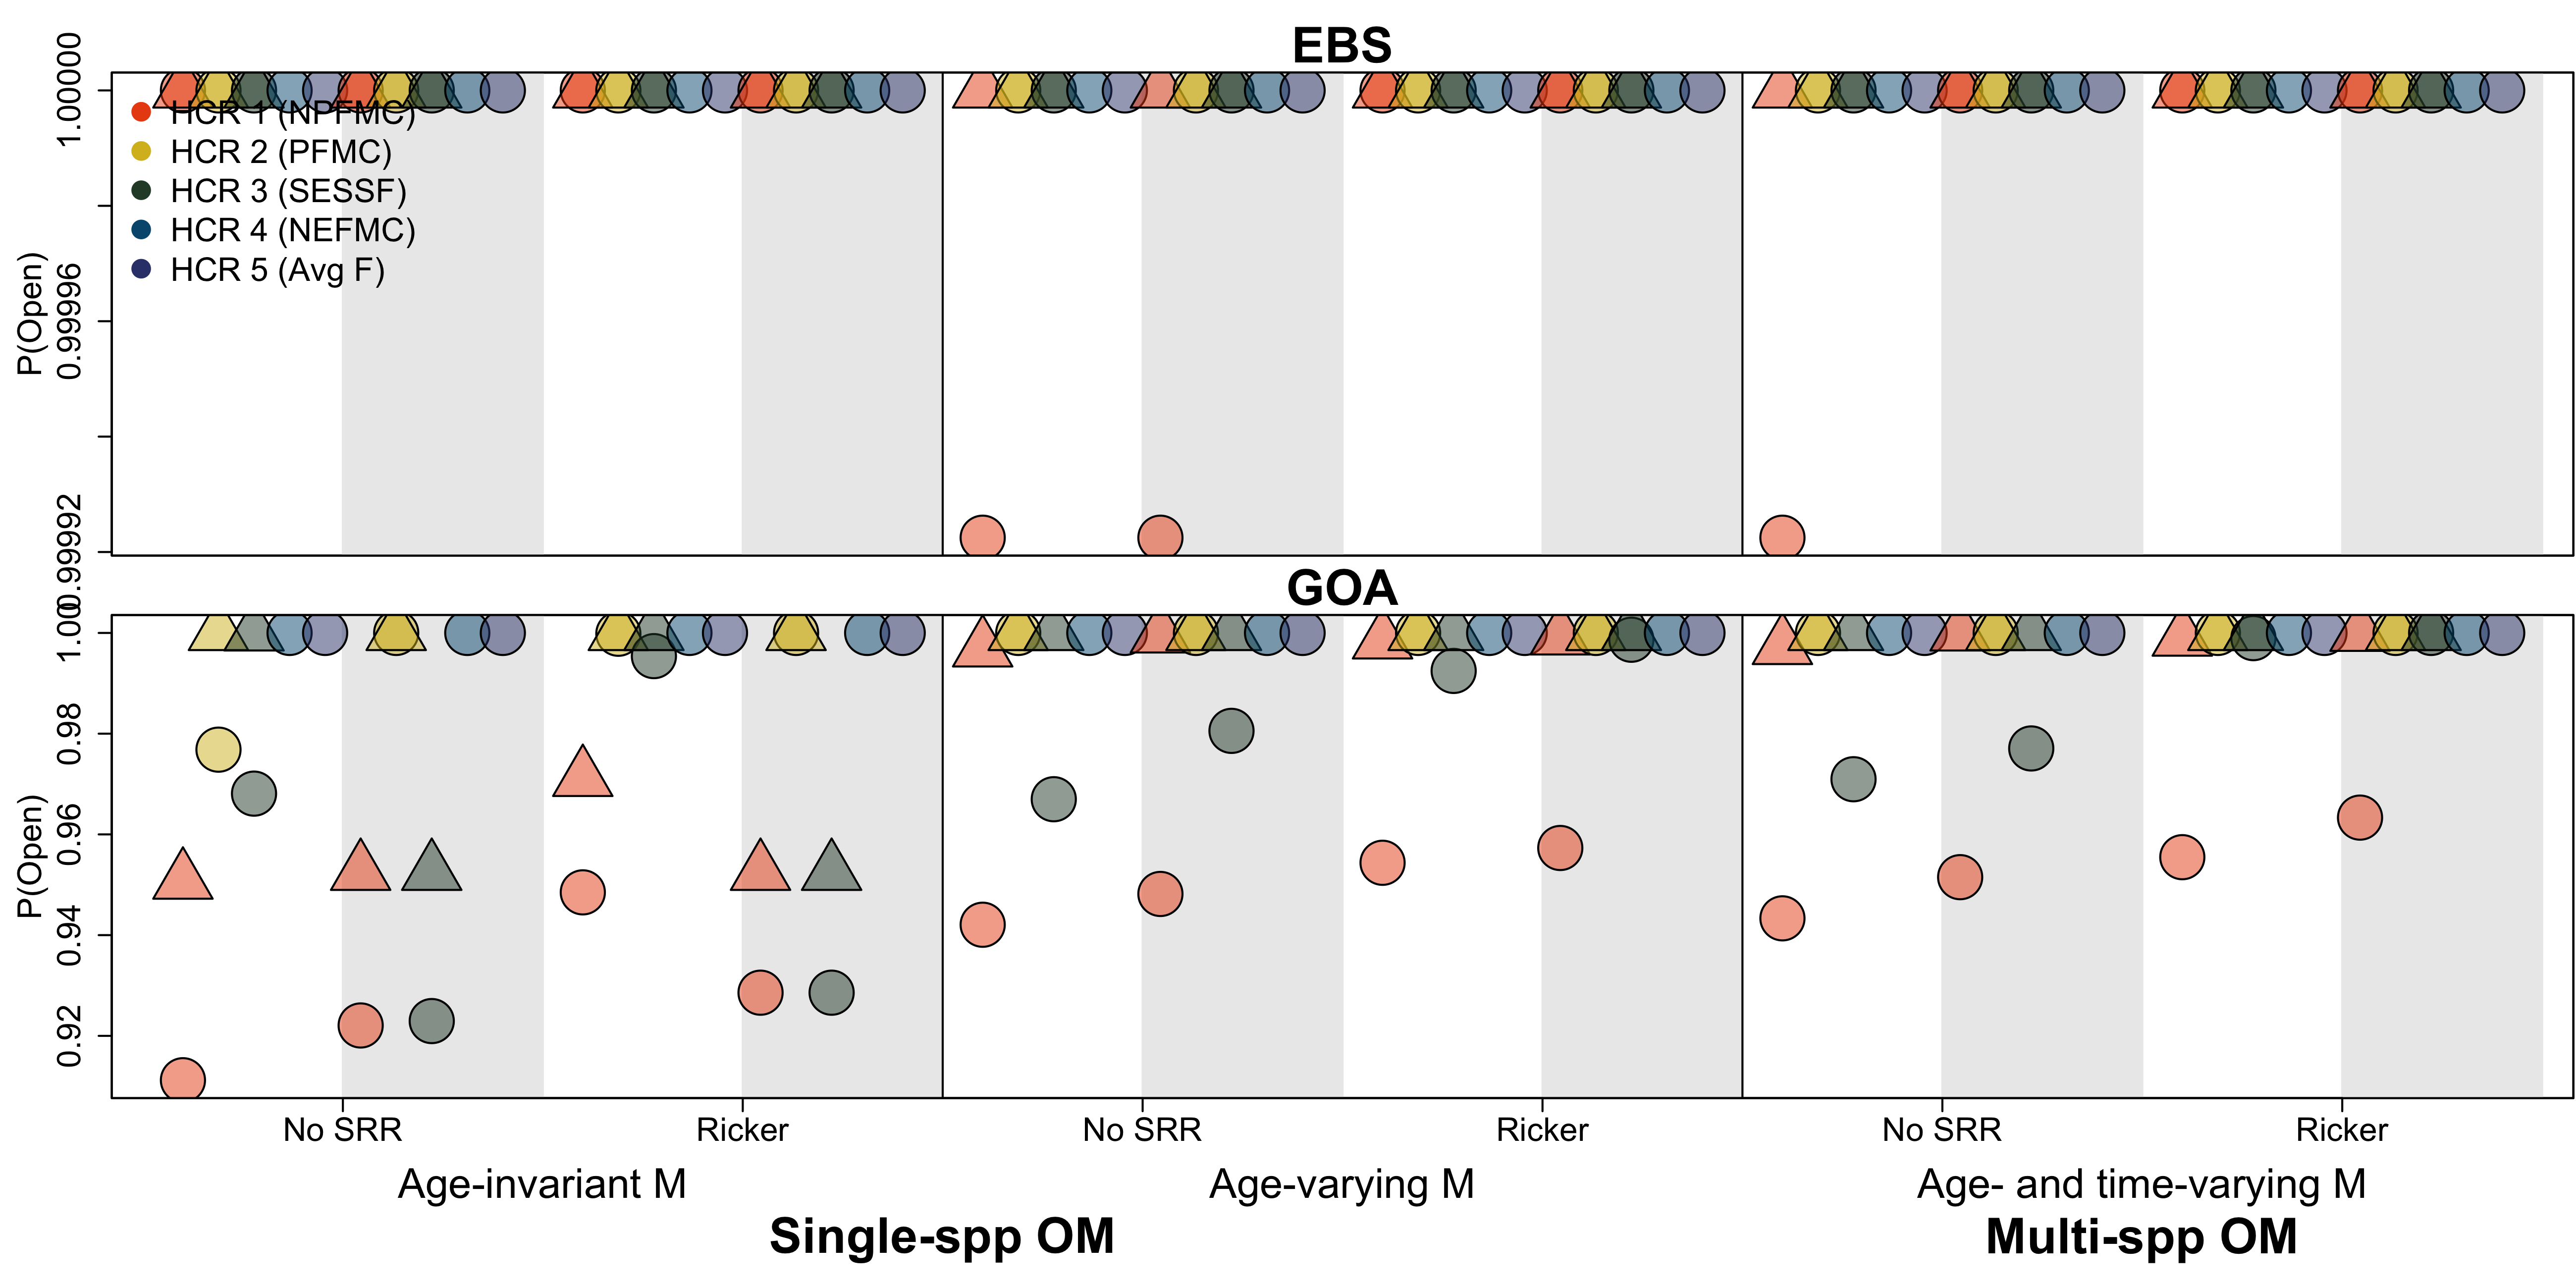 EBS
P(Open)
1.00000
0.99996
0.99992
HCR 1 (NPFMC)
HCR 2 (PFMC)
HCR 3 (SESSF)
HCR 4 (NEFMC)
HCR 5 (Avg F)
GOA
P(Open)
1.00
0.98
0.96
0.94
0.92
No SRR Ricker No SRR Ricker No SRR Ricker
Age-invariant M Age-varying M Age- and time-varying M
Single-spp OM Multi-spp OM